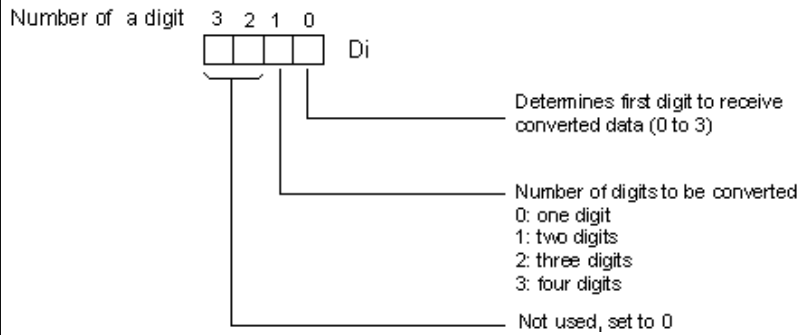 Number of a digit 3 2 1 0
Di
Determines first digit to receive
converted data (0 to 3)
Number of digits to be converted
0: one digit
1: two digits
2: three digits
3: four digits
Not used, set to 0